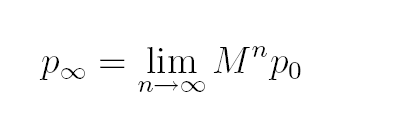 p_∞ = lim_{n→∞} M^n p_0